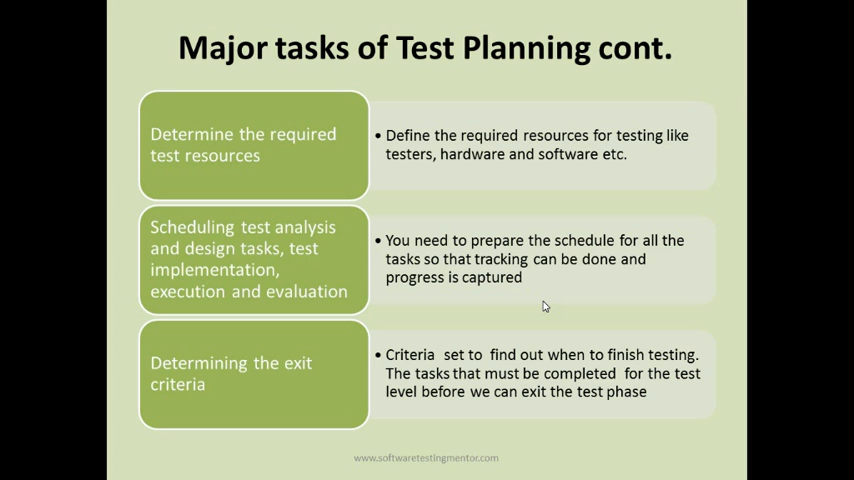 Major tasks of Test Planning cont.
Determine the required
test resources
• Define the required resources for testing like
testers, hardware and software etc.
Scheduling test analysis
and design tasks, test
implementation,
execution and evaluation
• You need to prepare the schedule for all the
tasks so that tracking can be done and
progress is captured
Determining the exit
criteria
• Criteria set to find out when to finish testing.
The tasks that must be completed for the test
level before we can exit the test phase
www.softwaretestingmentor.com